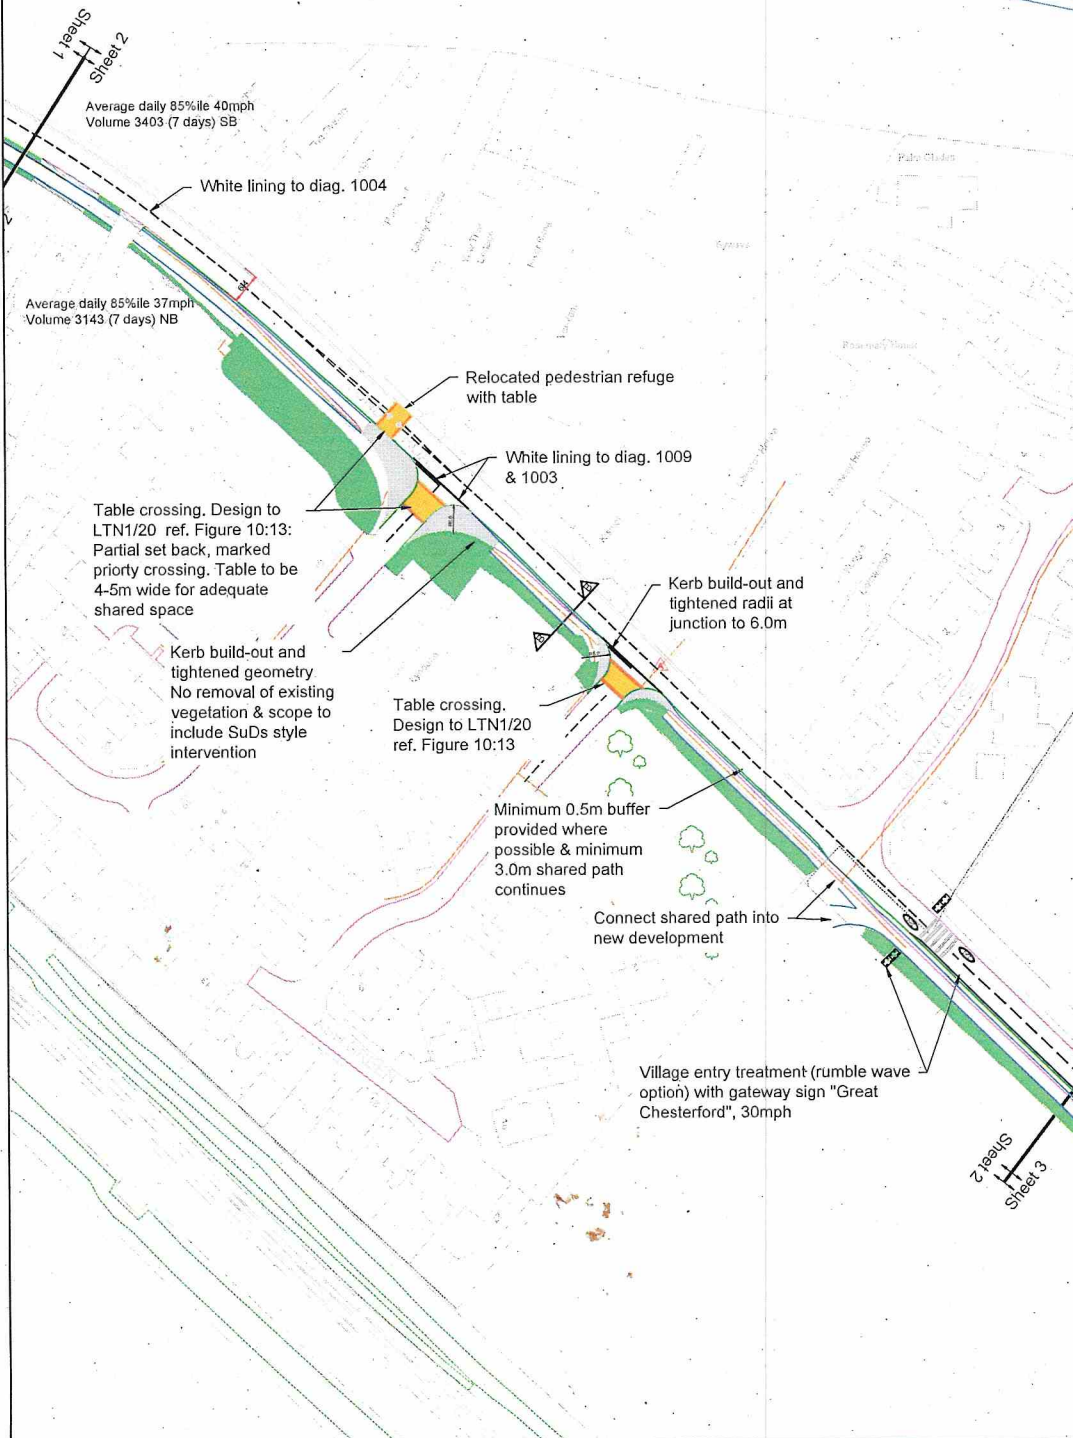 Sheet 1
Sheet 2
Average daily 85%ile 40mph
Volume 3403 (7 days) SB
White lining to diag. 1004
Average daily 85%ile 37mph
Volume 3143 (7 days) NB
Relocated pedestrian refuge
with table
White lining to diag. 1009
& 1003
Table crossing. Design to
LTN1/20 ref. Figure 10:13:
Partial set back, marked
priorty crossing. Table to be
4-5m wide for adequate
shared space
Kerb build-out and
tightened radii at
junction to 6.0m
Kerb build-out and
tightened geometry
No removal of existing
vegetation & scope to
include SuDs style
intervention
Table crossing.
Design to LTN1/20
ref. Figure 10:13
Minimum 0.5m buffer
provided where
possible & minimum
3.0m shared path
continues
Connect shared path into
new development
Village entry treatment (rumble wave
option) with gateway sign "Great
Chesterford", 30mph
Sheet 2
Sheet 3